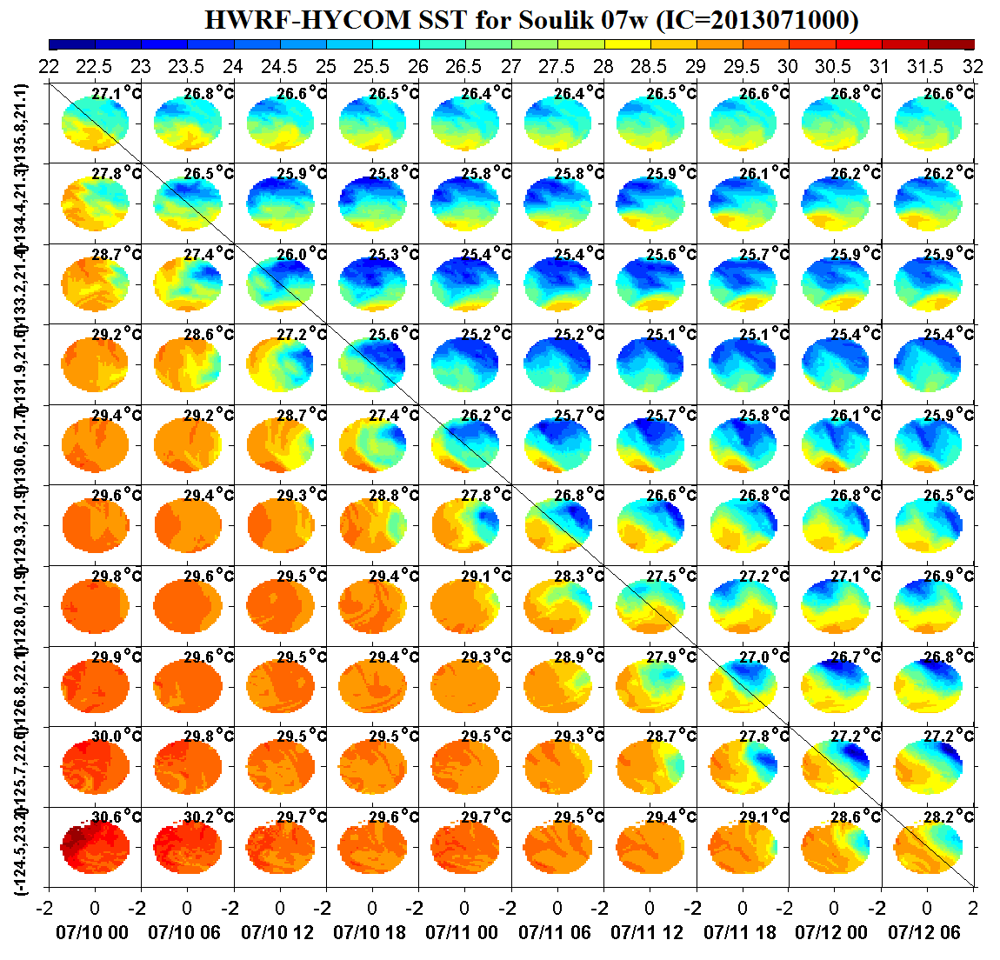 HWRF-HYCOM SST for Soulik 07w (IC=2013071000)
22 22.5 23 23.5 24 24.5 25 25.5 26 26.5 27 27.5 28 28.5 29 29.5 30 30.5 31 31.5 32
27.1°C 26.8°C 26.6°C 26.5°C 26.4°C 26.4°C 26.5°C 26.6°C 26.8°C 26.6°C
135.8,21.1)
27.8°C 26.5°C 25.9°C 25.8°C 25.8°C 25.8°C 25.9°C 26.1°C 26.2°C 26.2°C
134.4,21.3)
28.7°C 27.4°C 26.0°C 25.3°C 25.4°C 25.4°C 25.6°C 25.7°C 25.9°C 25.9°C
133.2,21.4)
29.2°C 28.6°C 27.2°C 25.6°C 25.2°C 25.2°C 25.1°C 25.1°C 25.4°C 25.4°C
131.9,21.6)
29.4°C 29.2°C 28.7°C 27.4°C 26.2°C 25.7°C 25.7°C 25.8°C 26.1°C 25.9°C
130.6,21.7)
29.6°C 29.4°C 29.3°C 28.8°C 27.8°C 26.8°C 26.6°C 26.8°C 26.8°C 26.5°C
129.3,21.9)
29.8°C 29.6°C 29.5°C 29.4°C 29.1°C 28.3°C 27.5°C 27.2°C 27.1°C 26.9°C
128.0,21.9)
29.9°C 29.6°C 29.5°C 29.4°C 29.3°C 28.9°C 27.9°C 27.0°C 26.7°C 26.8°C
126.8,22.1)
30.0°C 29.8°C 29.5°C 29.5°C 29.5°C 29.3°C 28.7°C 27.8°C 27.2°C 27.2°C
125.7,22.6)
30.6°C 30.2°C 29.7°C 29.6°C 29.7°C 29.5°C 29.4°C 29.1°C 28.6°C 28.2°C
(-124.5,23.2)
-2 0 -2 0 -2 0 -2 0 -2 0 -2 0 -2 0 -2 0 -2 0 -2 0 2
07/10 00 07/10 06 07/10 12 07/10 18 07/11 00 07/11 06 07/11 12 07/11 18 07/12 00 07/12 06